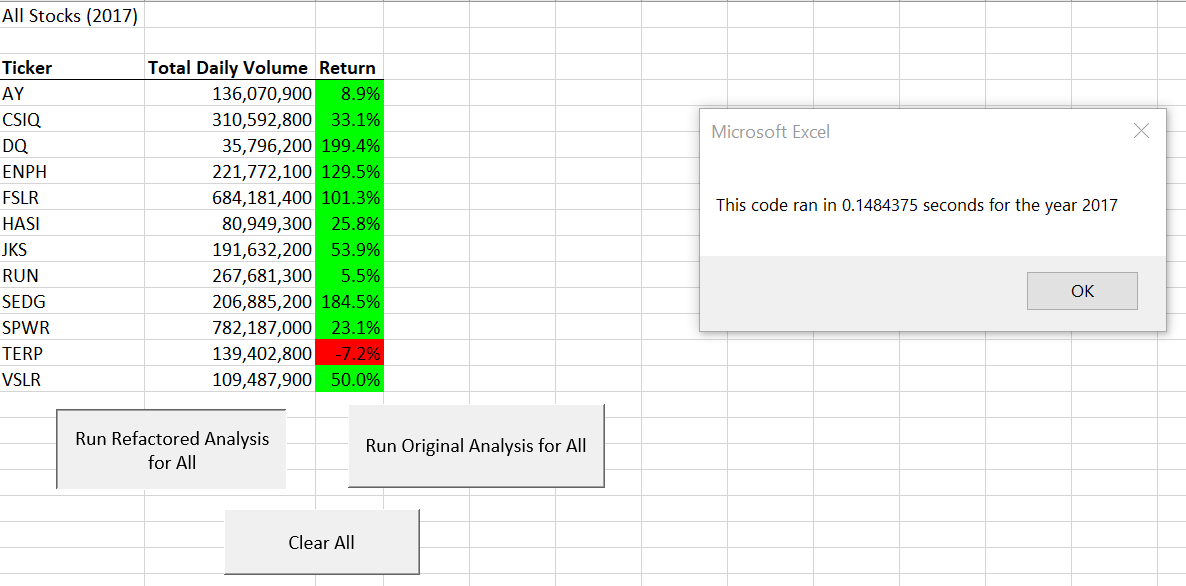 All Stocks (2017)
Ticker Total Daily Volume Return
AY 136,070,900 8.9%
CSIQ 310,592,800 33.1%
DQ 35,796,200 199.4%
ENPH 221,772,100 129.5%
FSLR 684,181,400 101.3%
HASI 80,949,300 25.8%
JKS 191,632,200 53.9%
RUN 267,681,300 5.5%
SEDG 206,885,200 184.5%
SPWR 782,187,000 23.1%
TERP 139,402,800 -7.2%
VSLR 109,487,900 50.0%
Run Refactored Analysis
for All
Run Original Analysis for All
Clear All
Microsoft Excel
This code ran in 0.1484375 seconds for the year 2017
OK